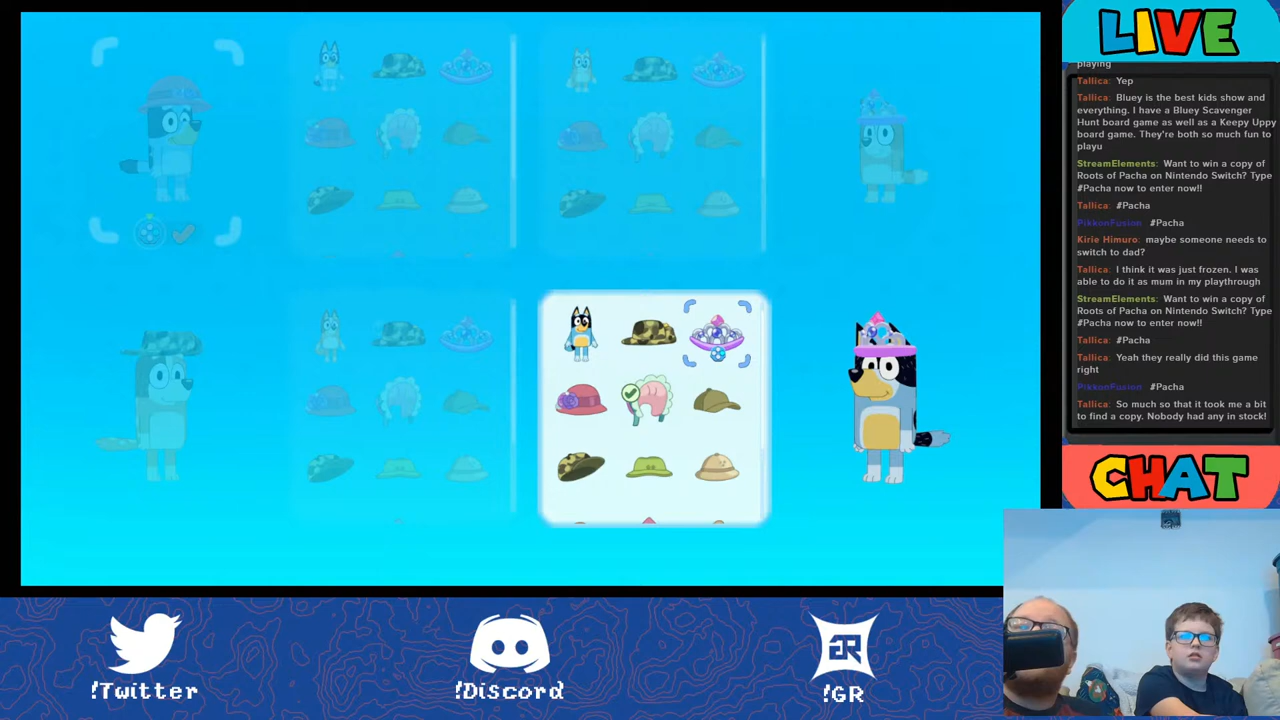 LIVE
playing
Tallica: Yep
Tallica: Bluey is the best kids show and
everything. I have a Bluey Scavenger
Hunt board game as well as a Keepy Uppy
board game. They're both so much fun to
playu
StreamElements: Want to win a copy of
Roots of Pacha on Nintendo Switch? Type
#Pacha now to enter now!!
Tallica: #Pacha
PikkonFusion #Pacha
Kirie Himuro: maybe someone needs to
switch to dad?
Tallica: I think it was just frozen. I was
able to do it as mum in my playthrough
StreamElements: Want to win a copy of
Roots of Pacha on Nintendo Switch? Type
#Pacha now to enter now!!
Tallica: #Pacha
Tallica: Yeah they really did this game
right
PikkonFusion #Pacha
Tallica: So much so that it took me a bit
to find a copy. Nobody had any in stock!
CHAT
GR
!Twitter
!Discord
!GR